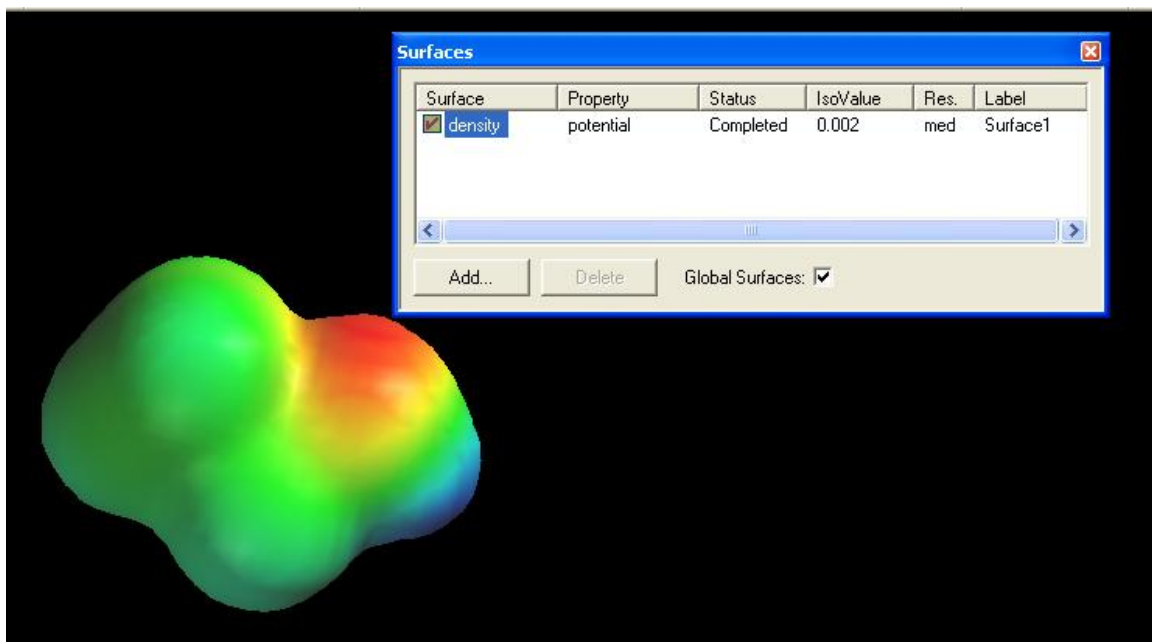 Surfaces
Surface Property Status IsoValue Res. Label
density potential Completed 0.002 med Surface1
Add... Delete Global Surfaces: